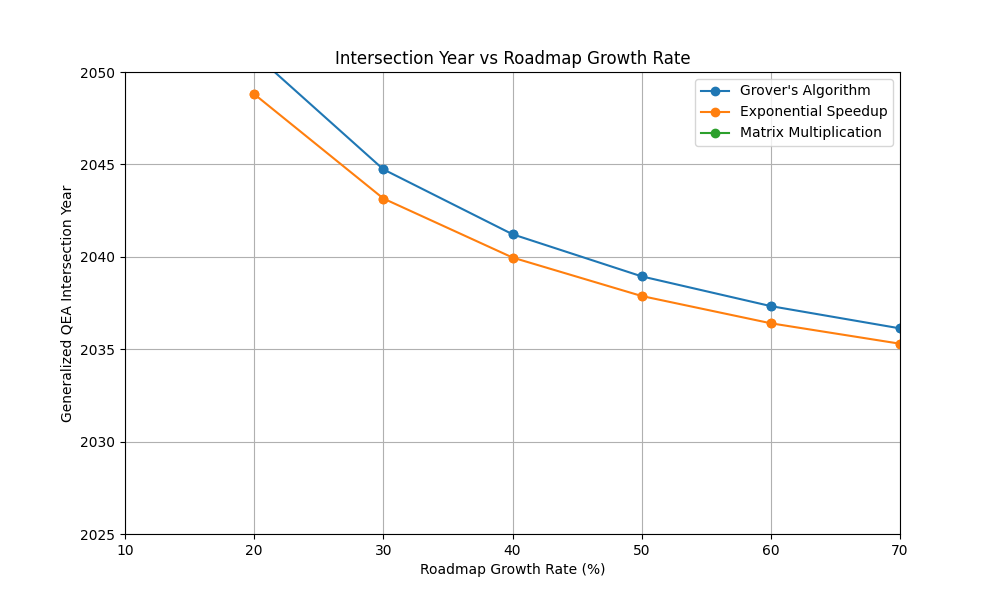 Intersection Year vs Roadmap Growth Rate
Grover's Algorithm
Exponential Speedup
Matrix Multiplication
Generalized QEA Intersection Year
2050
2045
2040
2035
2030
2025
10 20 30 40 50 60 70
Roadmap Growth Rate (%)